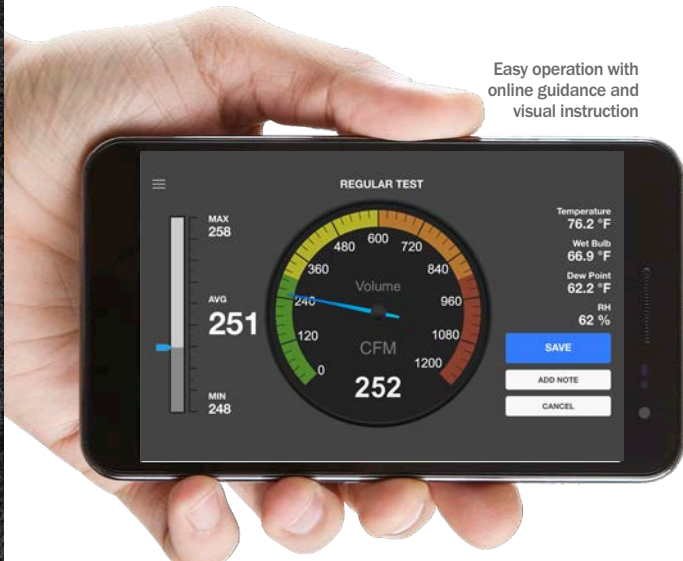 Easy operation with
online guidance and
visual instruction
REGULAR TEST
MAX
258
AVG
251
MIN
248
0
120
240
360
480
600
720
840
960
1080
1200
Volume
CFM
252
Temperature
76.2 °F
Wet Bulb
66.9 °F
Dew Point
62.2 °F
RH
62 %
SAVE
ADD NOTE
CANCEL